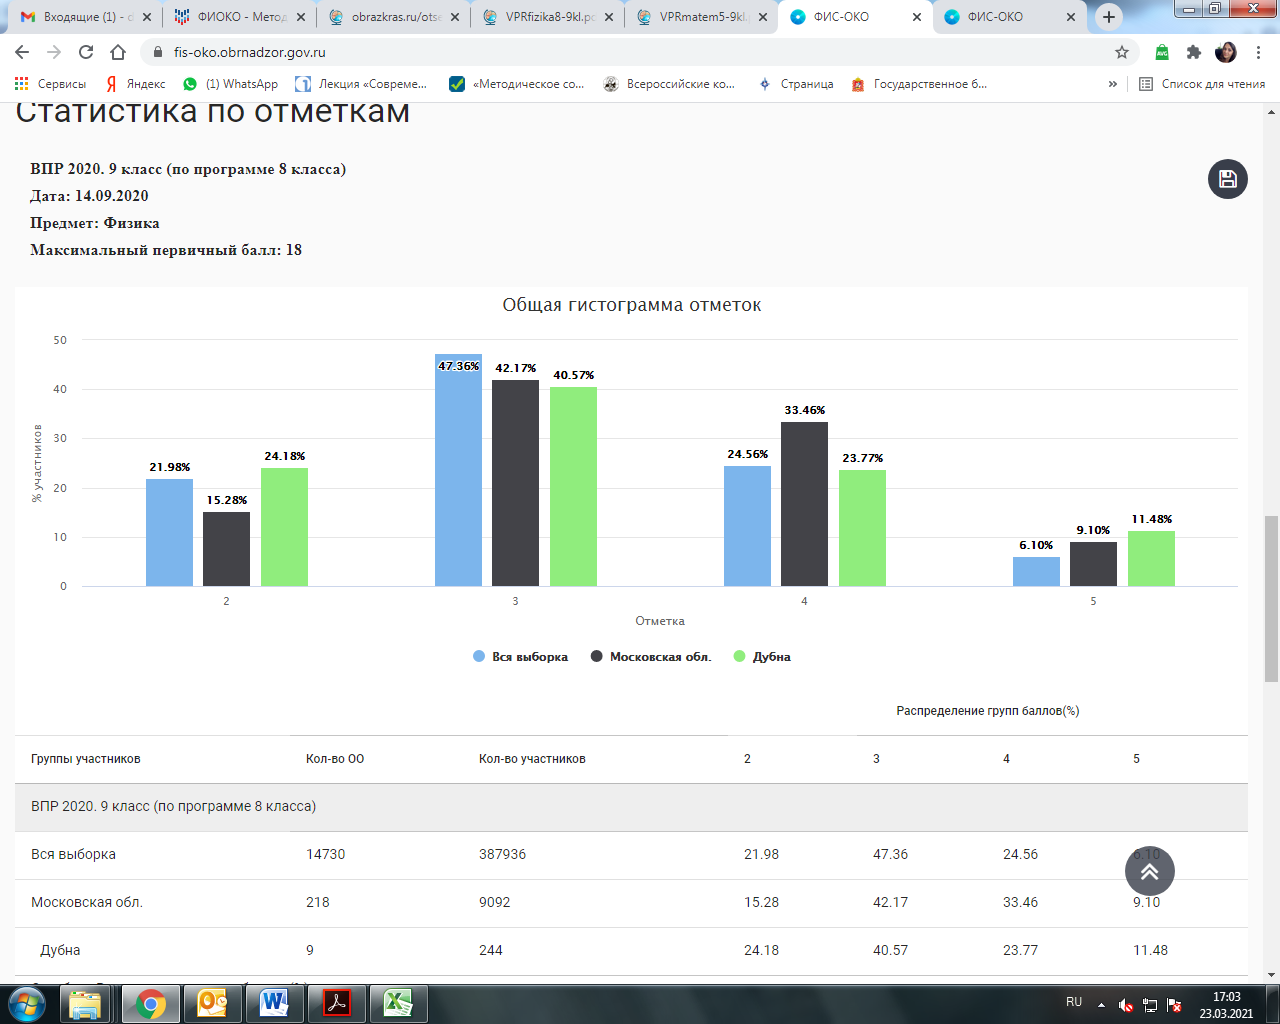 Входящие (1) - d
ФИОКО - Метод
obrazkras.ru/otse
VPRfizika8-9kl.pd
VPRmatem5-9kl.p
ФИС-ОКО
ФИС-ОКО
fis-oko.obrnadzor.gov.ru
Сервисы
Яндекс
(1) WhatsApp
Лекция «Совреме...
«Методическое со...
Всероссийские ко...
Страница
Государственное б...
»
Список для чтения
Статистика по отметкам
ВПР 2020. 9 класс (по программе 8 класса)
Дата: 14.09.2020
Предмет: Физика
Максимальный первичный балл: 18
Общая гистограмма отметок
% участников
50
40
30
20
10
0
21.98%
15.28%
24.18%
47.36%
42.17%
40.57%
24.56%
33.46%
23.77%
6.10%
9.10%
11.48%
2 3 4 5
Отметка
Вся выборка Московская обл. Дубна
Распределение групп баллов(%)
Группы участников Кол-во ОО Кол-во участников 2 3 4 5
ВПР 2020. 9 класс (по программе 8 класса)
Вся выборка 14730 387936 21.98 47.36 24.56 6.10
Московская обл. 218 9092 15.28 42.17 33.46 9.10
Дубна 9 244 24.18 40.57 23.77 11.48
RU
17:03
23.03.2021